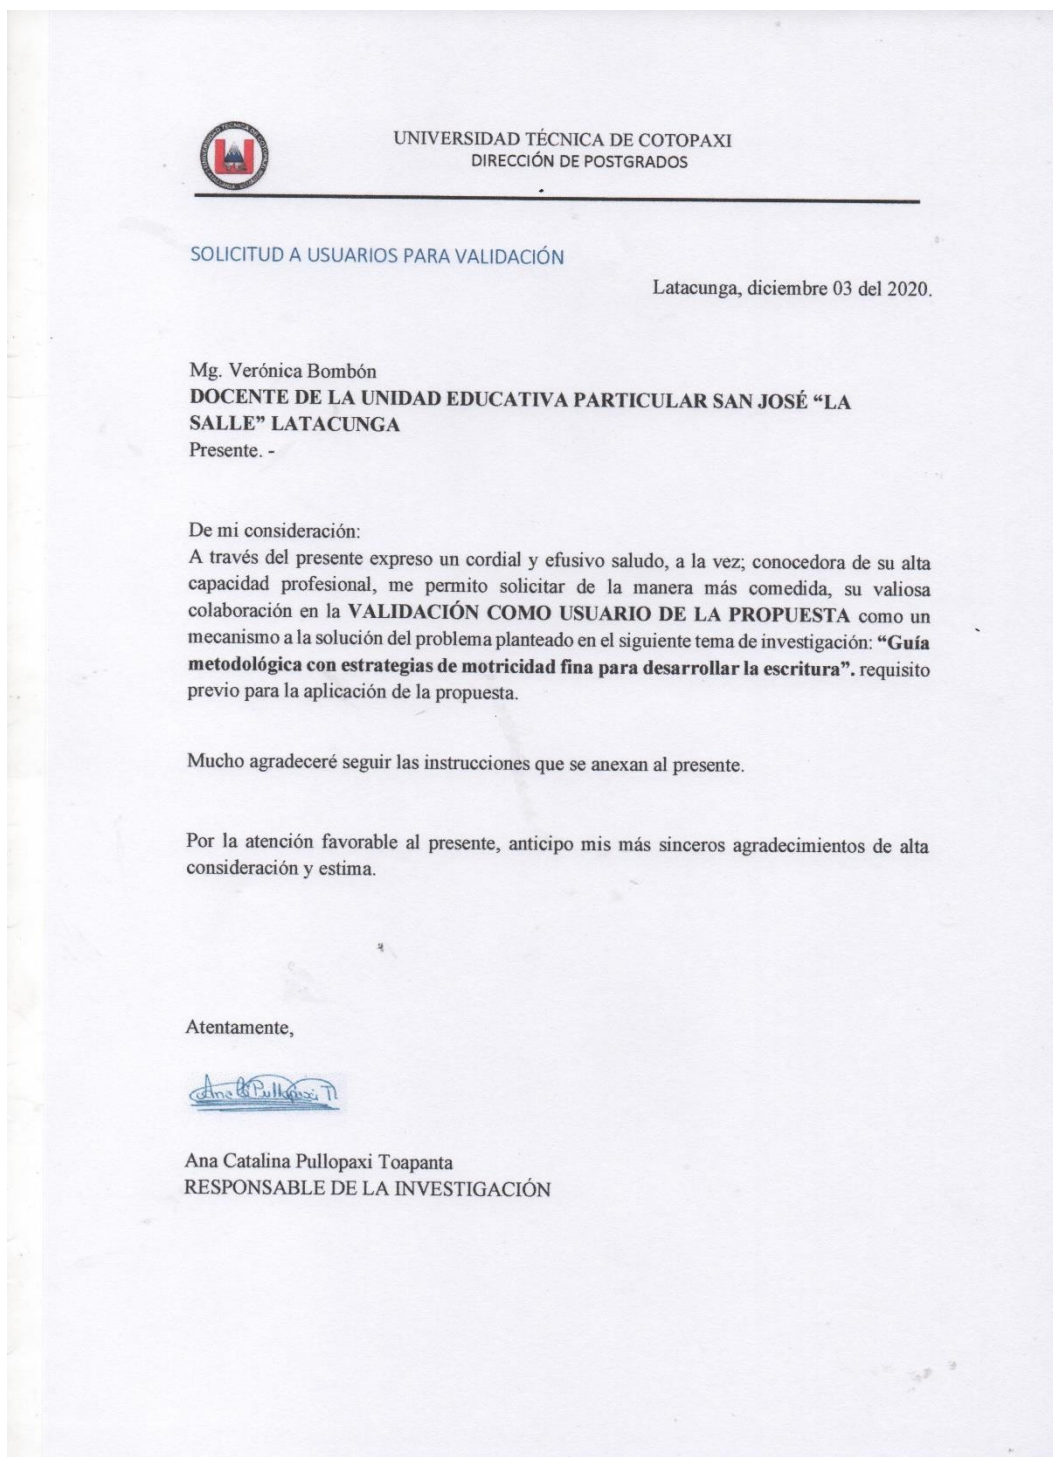 UNIVERSIDAD TÉCNICA DE COTOPAXI
DIRECCIÓN DE POSTGRADOS
SOLICITUD A USUARIOS PARA VALIDACIÓN
Latacunga, diciembre 03 del 2020.
Mg. Verónica Bombón
DOCENTE DE LA UNIDAD EDUCATIVA PARTICULAR SAN JOSÉ “LA
SALLE” LATACUNGA
Presente. -
De mi consideración:
A través del presente expreso un cordial y efusivo saludo, a la vez; conocedora de su alta
capacidad profesional, me permito solicitar de la manera más comedida, su valiosa
colaboración en la VALIDACIÓN COMO USUARIO DE LA PROPUESTA como un
mecanismo a la solución del problema planteado en el siguiente tema de investigación: “Guía
metodológica con estrategias de motricidad fina para desarrollar la escritura”. requisito
previo para la aplicación de la propuesta.
Mucho agradeceré seguir las instrucciones que se anexan al presente.
Por la atención favorable al presente, anticipo mis más sinceros agradecimientos de alta
consideración y estima.
Atentamente,
Ana Catalina Pullopaxi Toapanta
RESPONSABLE DE LA INVESTIGACIÓN